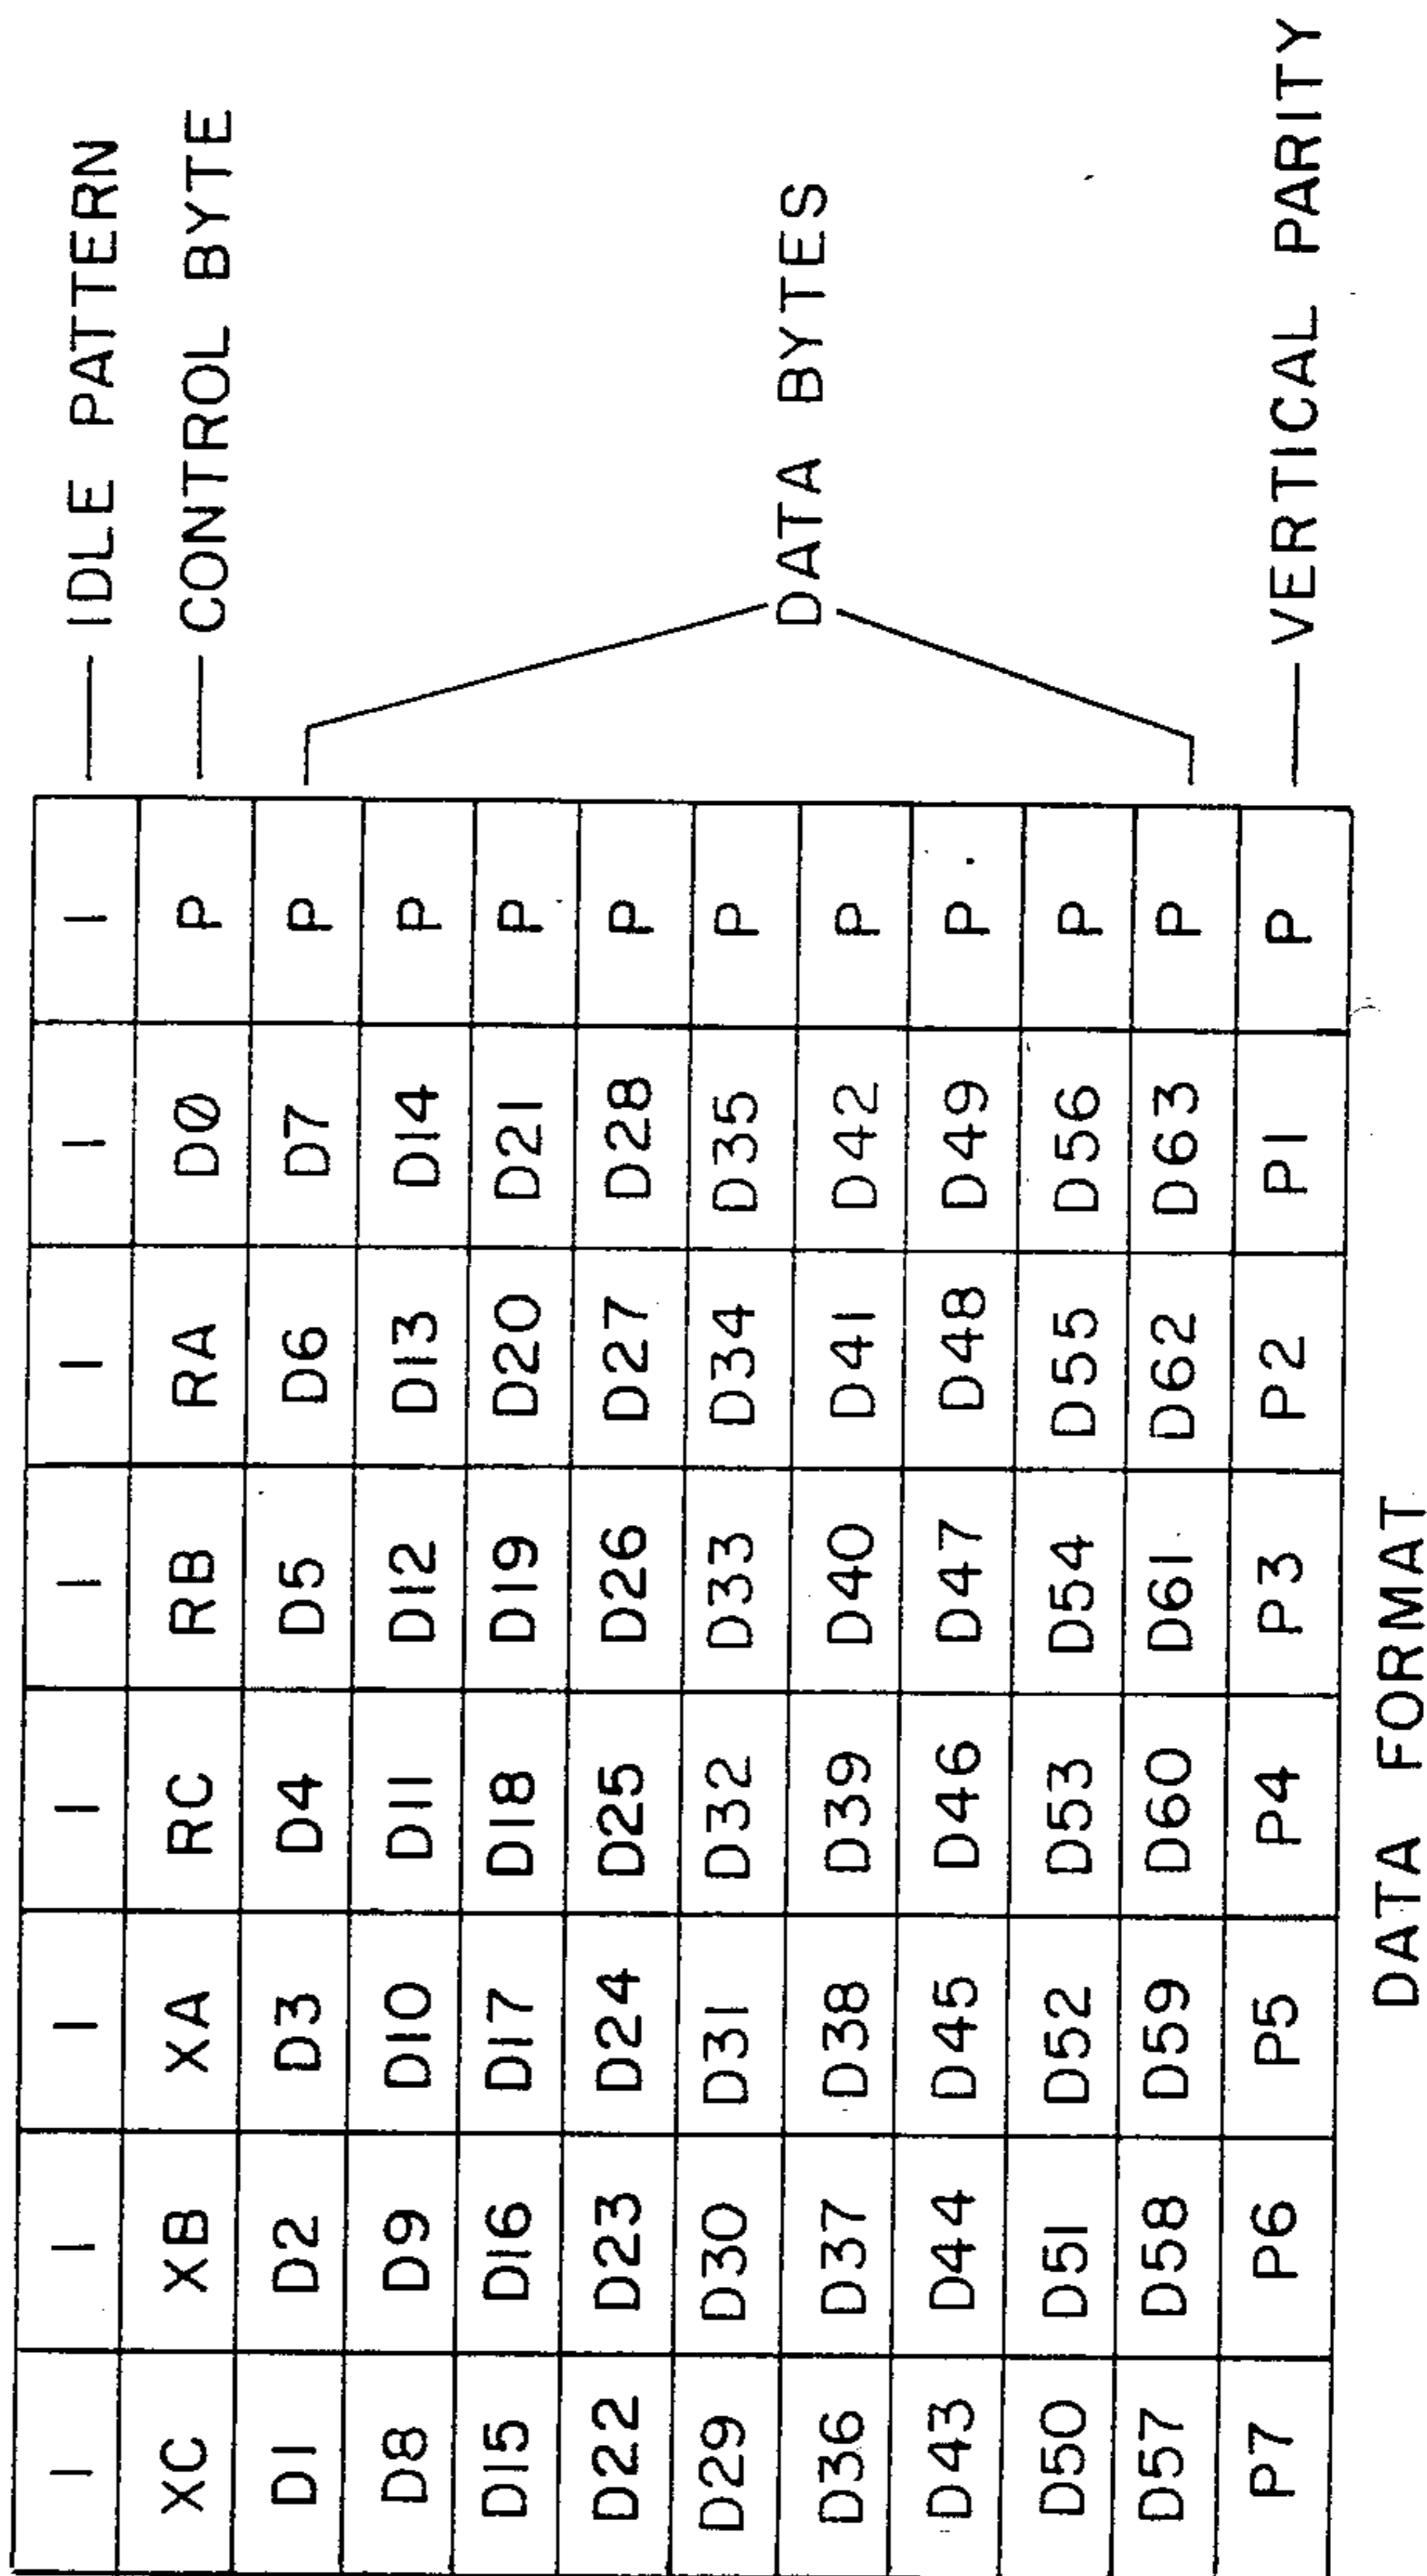 I I I I I I I I IDLE PATTERN
XC XB XA RC RB RA DØ P CONTROL BYTE
D1 D2 D3 D4 D5 D6 D7 P
D8 D9 D10 D11 D12 D13 D14 P
D15 D16 D17 D18 D19 D20 D21 P
D22 D23 D24 D25 D26 D27 D28 P
D29 D30 D31 D32 D33 D34 D35 P
DATA BYTES
D36 D37 D38 D39 D40 D41 D42 P
D43 D44 D45 D46 D47 D48 D49 P
D50 D51 D52 D53 D54 D55 D56 P
D57 D58 D59 D60 D61 D62 D63 P
P7 P6 P5 P4 P3 P2 P1 P VERTICAL PARITY
DATA FORMAT